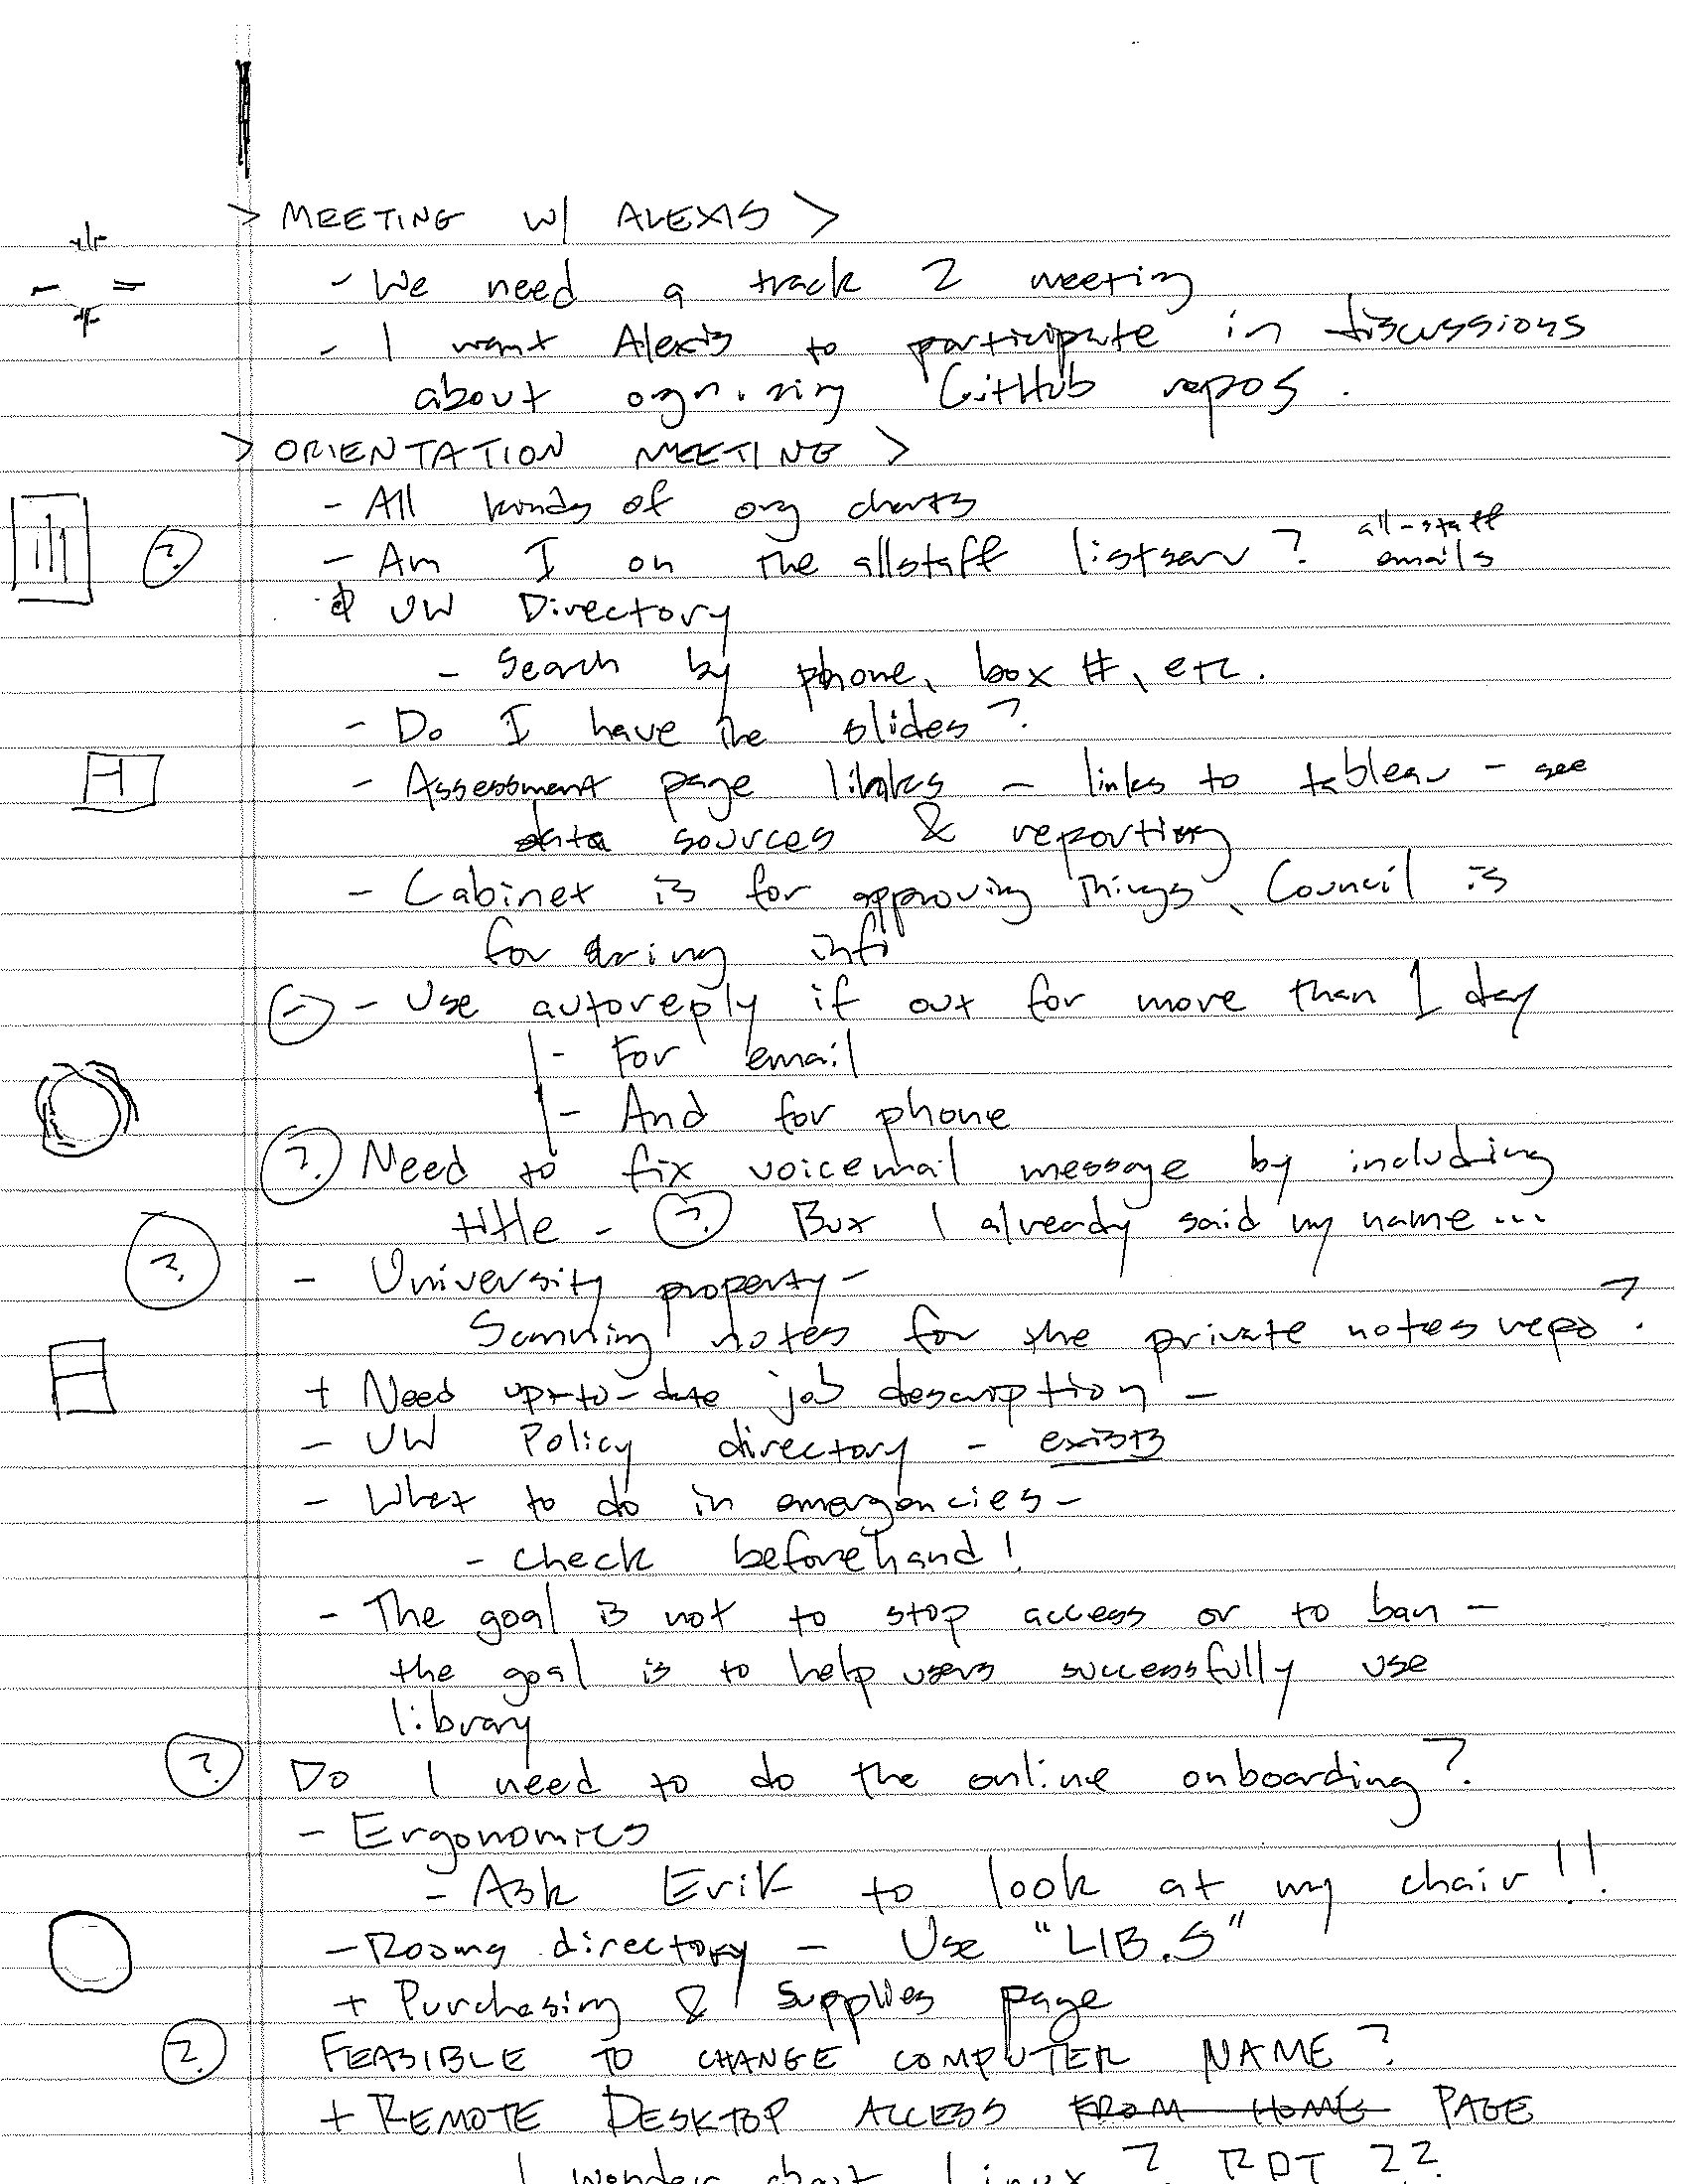 > MEETING W/ ALEXIS >
- We need a track 2 meeting
- I want Alexis to participate in discussions
about ognizing GitHub repos.
> ORIENTATION MEETING >
- All kinds of org charts
? - Am I on the allstaff listserv? all-staff emails
UW Directory
- Search by phone, box #, etc.
- Do I have the slides?
- Assessment page links - links to tableau - see
data sources & reporting
- Cabinet is for approving things, Council is
for info
- Use autoreply if out for more than 1 day
- For email
- And for phone
? Need to fix voicemail message by including
title - ? But I already said my name...
? - University property -
Scanning notes for the private notes repo?
+ Need up-to-date job description -
- UW Policy directory - exists
- What to do in emergencies -
- Check beforehand!
- The goal is not to stop access or to ban -
the goal is to help users successfully use
library
? Do I need to do the online onboarding?
- Ergonomics
- Ask Erik to look at my chair!!
- directory - Use "LIB.S"
+ Purchasing & Supplies page
? FEASIBLE TO CHANGE COMPUTER NAME?
+ REMOTE DESKTOP ACCESS FROM HOME PAGE
I wonder about Linux? RDT ??